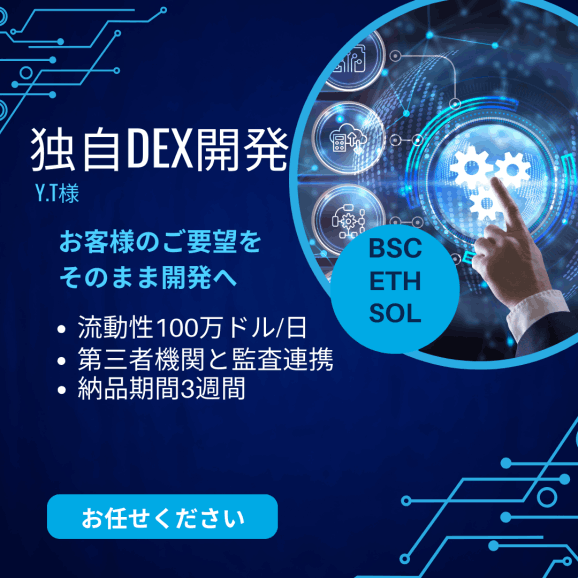 独自DEX開発
Y.T様
お客様のご要望を
そのまま開発へ
BSC
ETH
SOL
• 流動性100万ドル/日
• 第三者機関と監査連携
• 納品期間3週間
お任せください